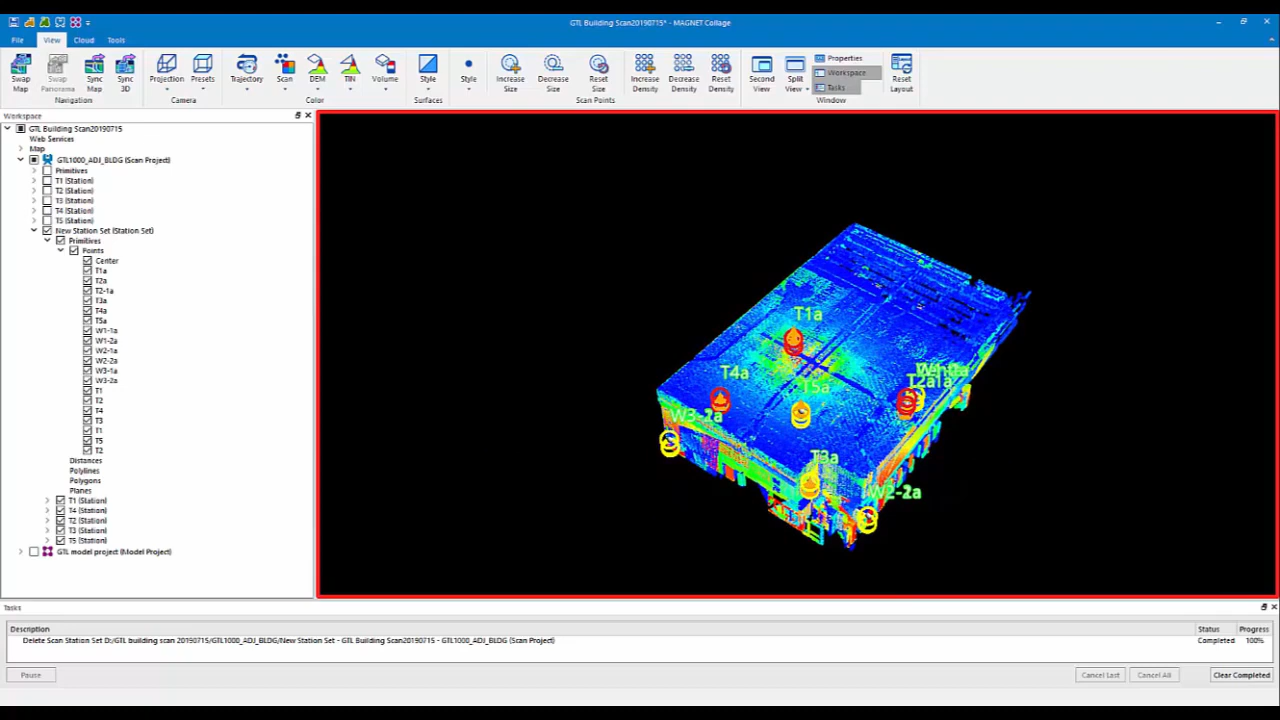 GTL Building Scan20190715* - MAGNET Collage
File View Cloud Tools
Swap Map
Swap Panorama
Sync Map
Sync 3D
Navigation
Projection
Presets
Camera
Trajectory
Scan
DEM
TIN
Volume
Color
Style
Surfaces
Style
Increase Size
Decrease Size
Reset Size
Scan Points
Increase Density
Decrease Density
Reset Density
Second View
Split View
Properties
Workspace
Tasks
Window
Reset Layout
Workspace
GTL Building Scan20190715
Web Services
Map
GTL1000_ADJ_BLDG (Scan Project)
Primitives
T1 (Station)
T2 (Station)
T3 (Station)
T4 (Station)
T5 (Station)
New Station Set (Station Set)
Primitives
Points
Center
T1a
T2a
T2-1a
T3a
T4a
T5a
W1-1a
W1-2a
W2-1a
W2-2a
W3-1a
W3-2a
T1
T2
T4
T3
T1
T5
T2
Distances
Polylines
Polygons
Planes
T1 (Station)
T4 (Station)
T2 (Station)
T3 (Station)
T5 (Station)
GTL model project (Model Project)
T1a
T4a
T5a
W3-2a
T3a
W2-2a
Tasks
Description Status Progress
Delete Scan Station Set D:/GTL building scan 20190715/GTL1000_ADJ_BLDG/New Station Set - GTL Building Scan20190715 - GTL1000_ADJ_BLDG (Scan Project) Completed 100%
Pause Cancel Last Cancel All Clear Completed